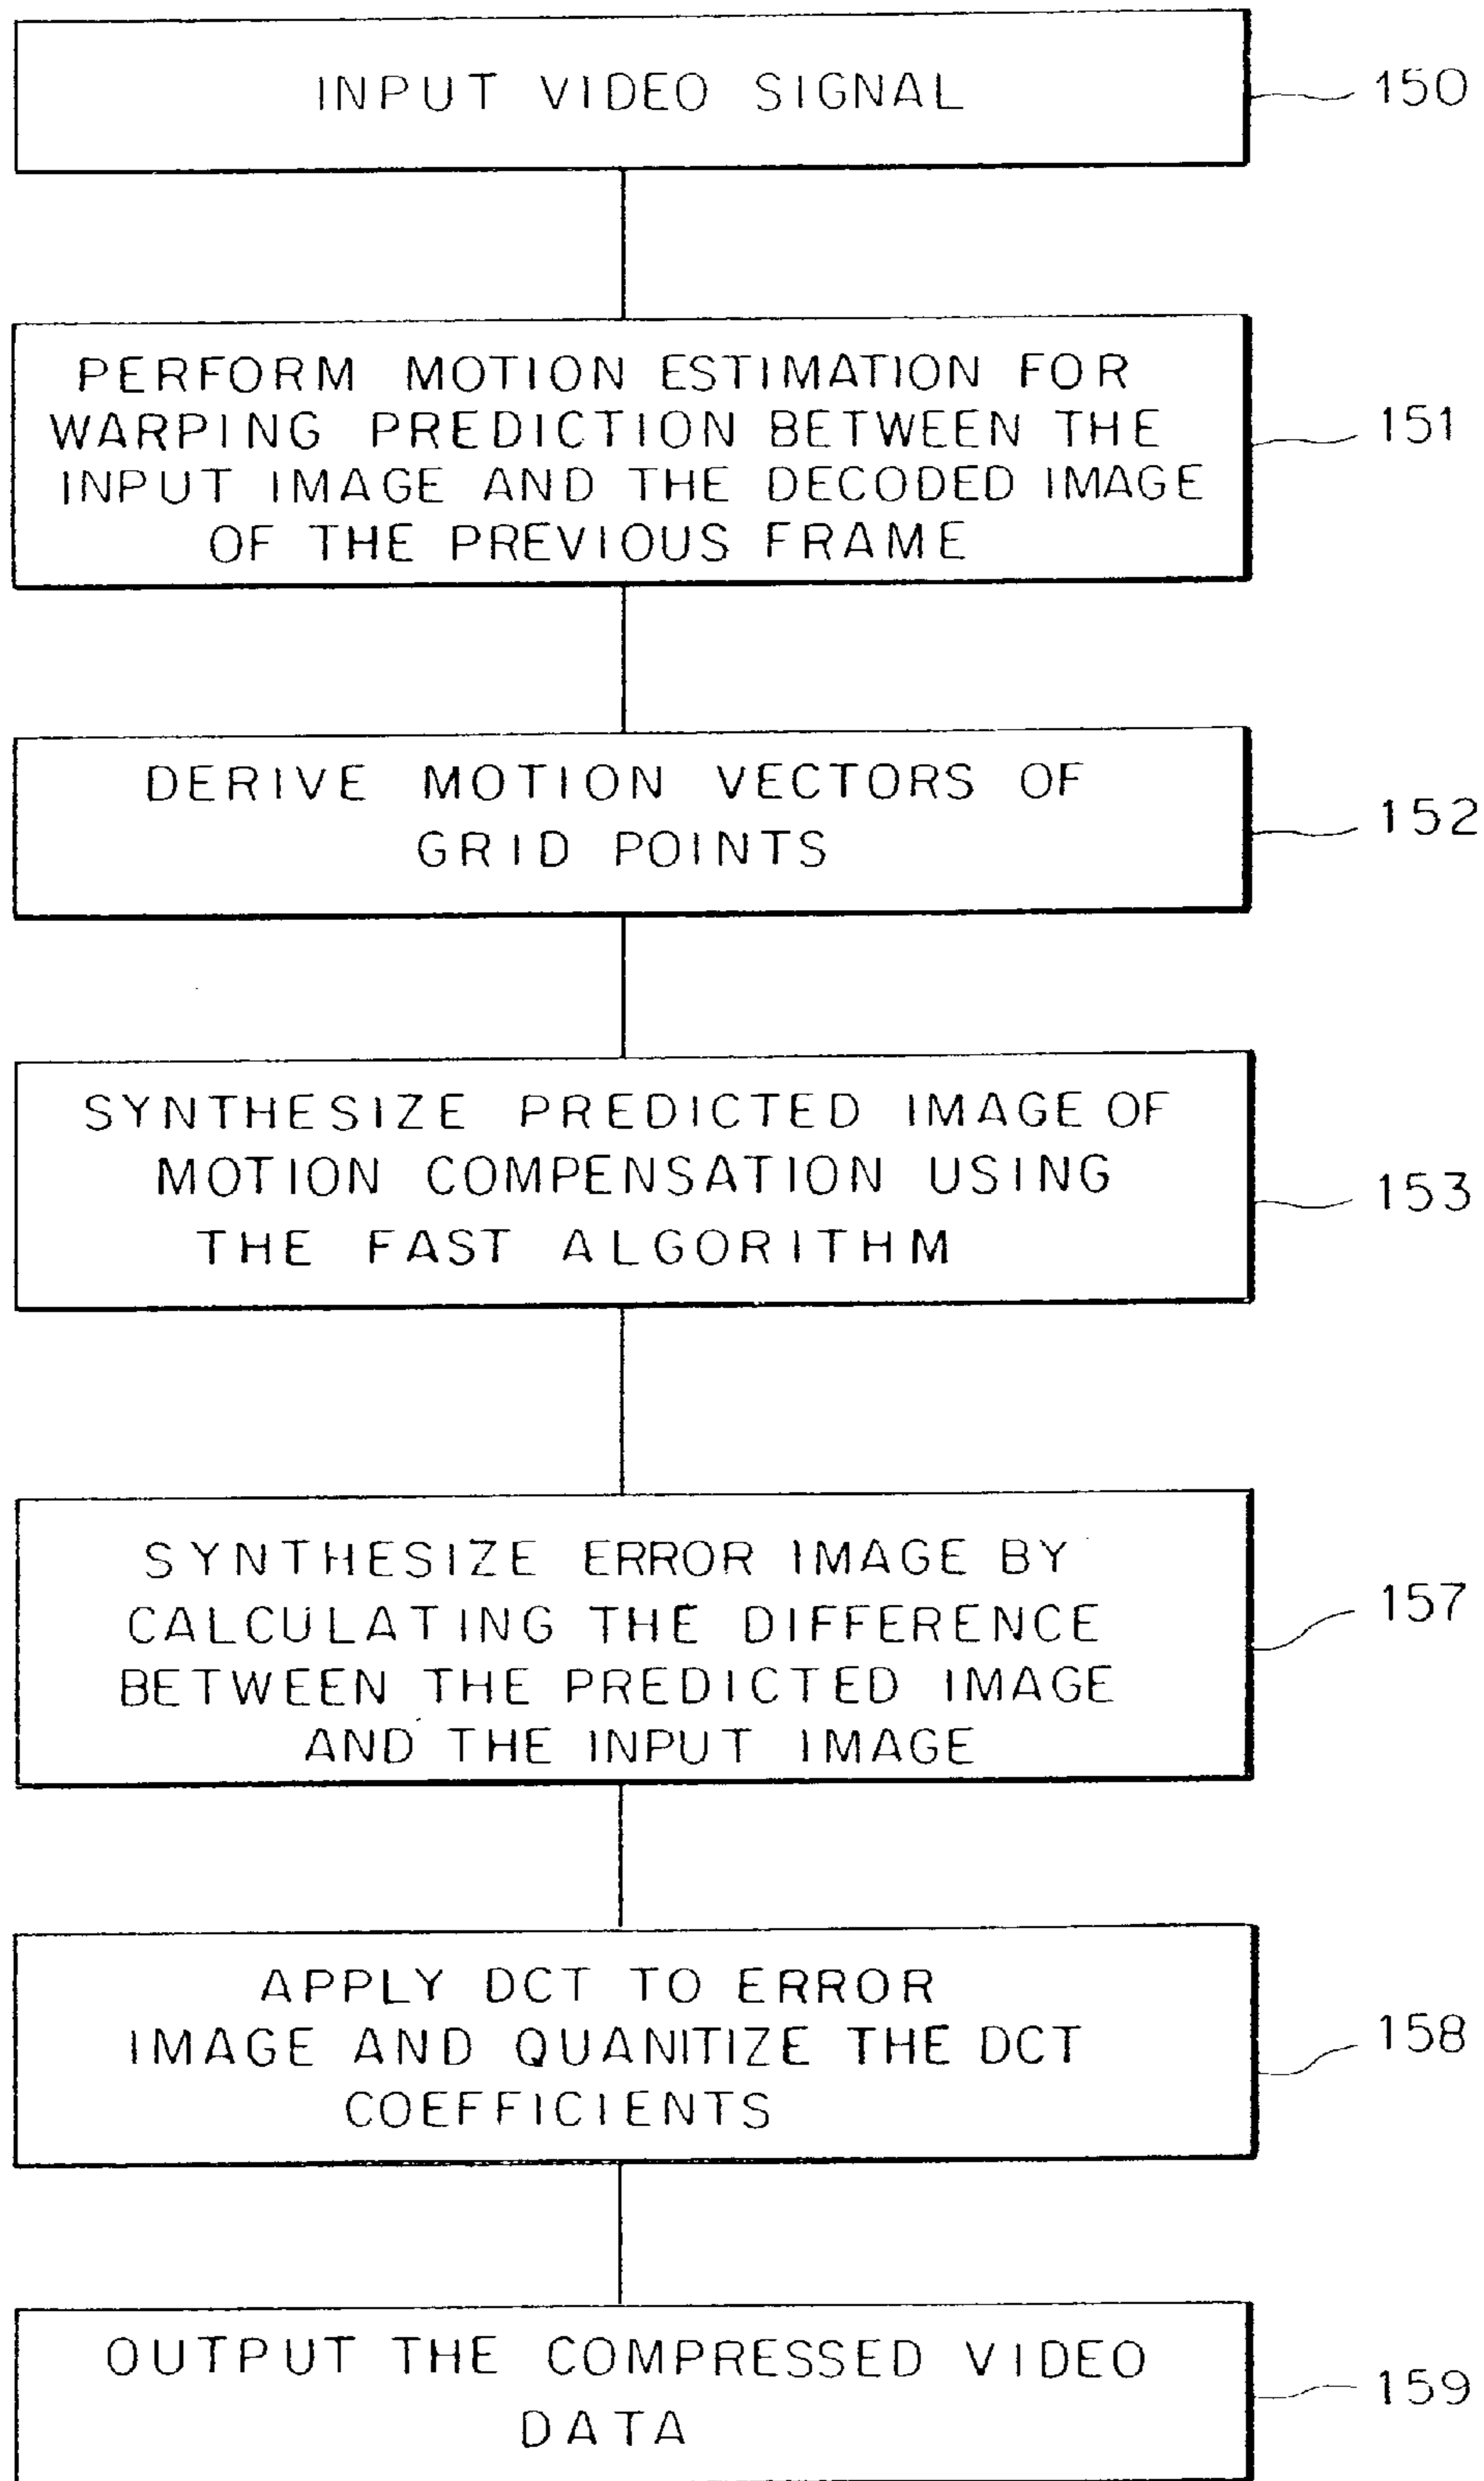 INPUT VIDEO SIGNAL
150
PERFORM MOTION ESTIMATION FOR
WARPING PREDICTION BETWEEN THE
INPUT IMAGE AND THE DECODED IMAGE
OF THE PREVIOUS FRAME
151
DERIVE MOTION VECTORS OF
GRID POINTS
152
SYNTHESIZE PREDICTED IMAGE OF
MOTION COMPENSATION USING
THE FAST ALGORITHM
153
SYNTHESIZE ERROR IMAGE BY
CALCULATING THE DIFFERENCE
BETWEEN THE PREDICTED IMAGE
AND THE INPUT IMAGE
157
APPLY DCT TO ERROR
IMAGE AND QUANITIZE THE DCT
COEFFICIENTS
158
OUTPUT THE COMPRESSED VIDEO
DATA
159